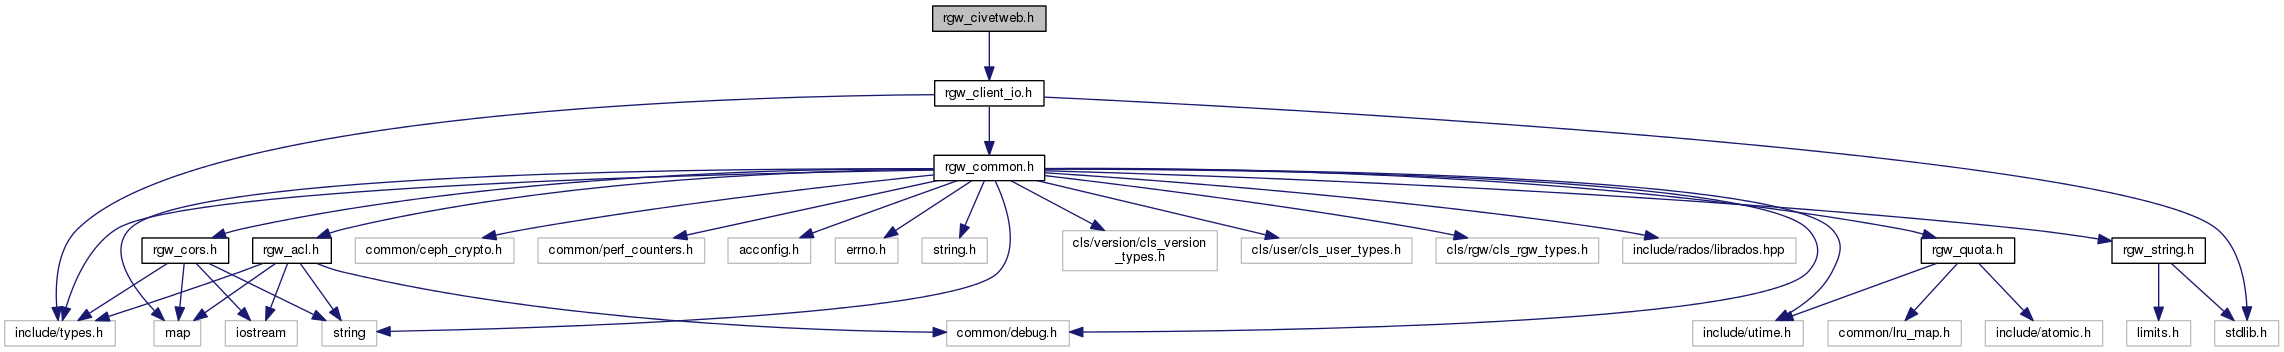 rgw_civetweb.h
rgw_client_io.h
rgw_common.h
rgw_cors.h
rgw_acl.h
common/ceph_crypto.h
common/perf_counters.h
acconfig.h
errno.h
string.h
cls/version/cls_version
_types.h
cls/user/cls_user_types.h
cls/rgw/cls_rgw_types.h
include/rados/librados.hpp
rgw_quota.h
rgw_string.h
include/types.h
map
iostream
string
common/debug.h
include/utime.h
common/lru_map.h
include/atomic.h
limits.h
stdlib.h